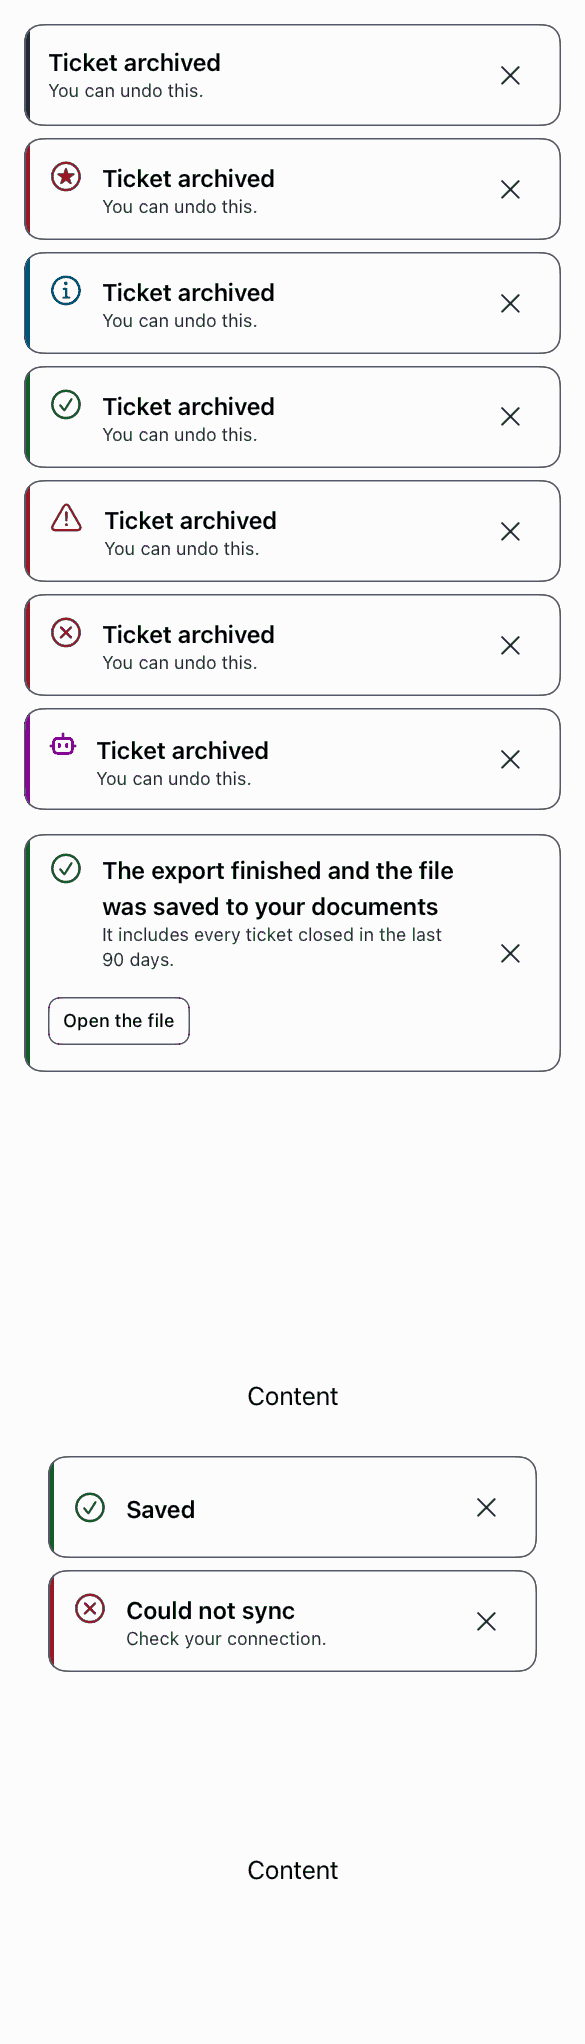 Ticket archived
You can undo this.
Ticket archived
You can undo this.
Ticket archived
You can undo this.
Ticket archived
You can undo this.
Ticket archived
You can undo this.
Ticket archived
You can undo this.
Ticket archived
You can undo this.
The export finished and the file
was saved to your documents
It includes every ticket closed in the last
90 days.
Open the file
Content
Saved
Could not sync
Check your connection.
Content